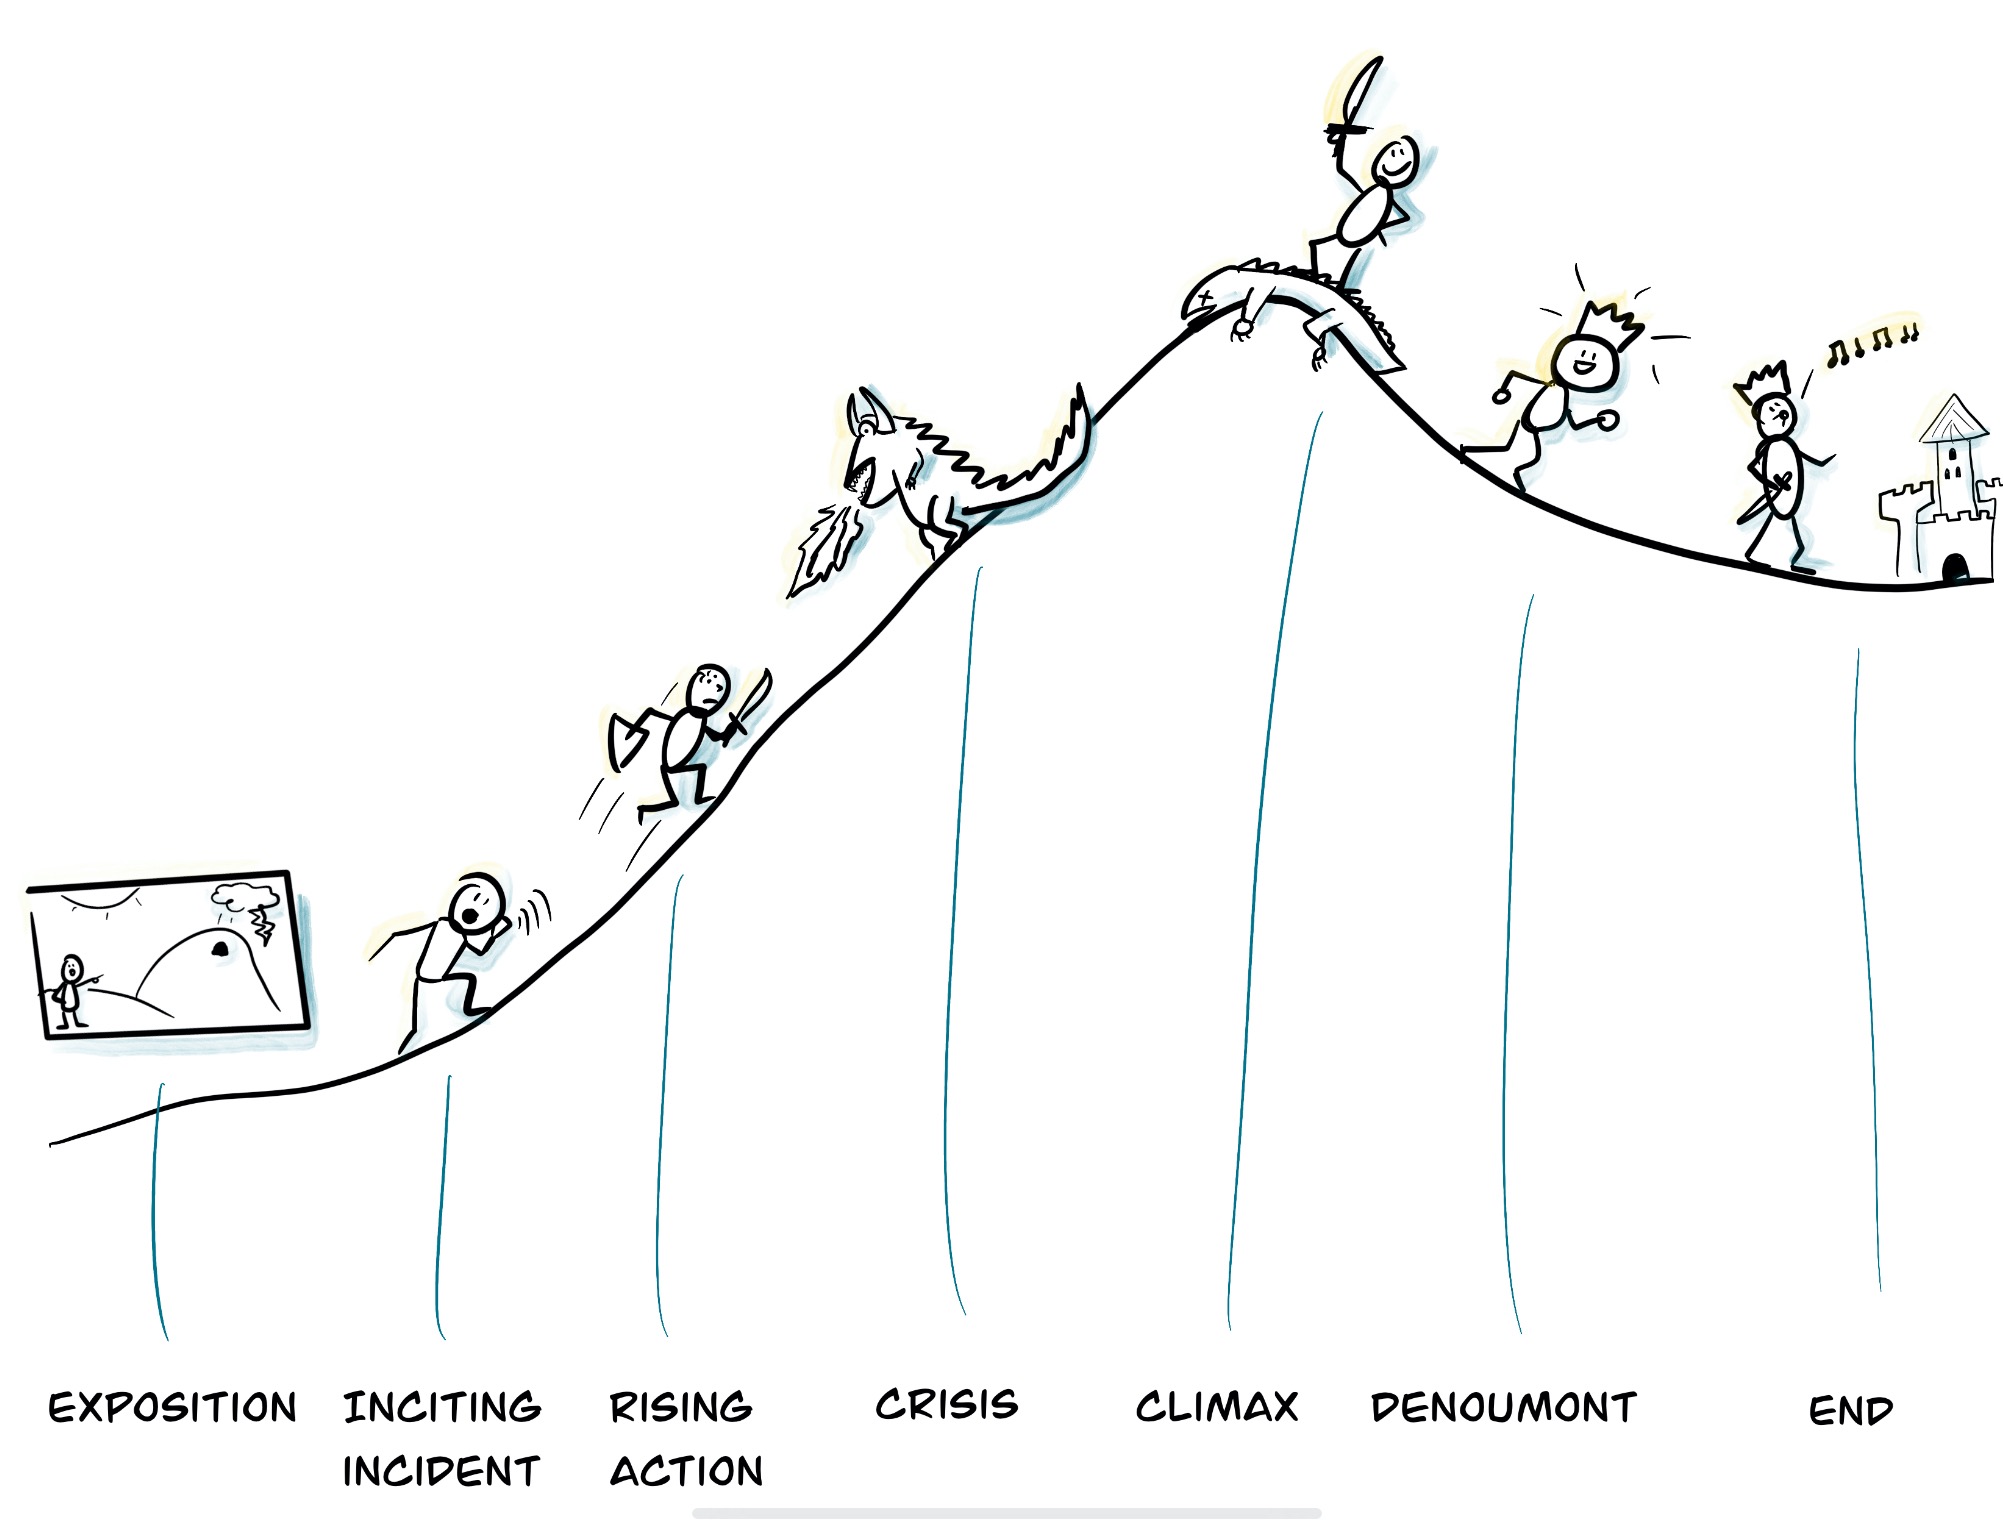 EXPOSITION
INCITING
INCIDENT
RISING
ACTION
CRISIS
CLIMAX
DENOUMONT
END